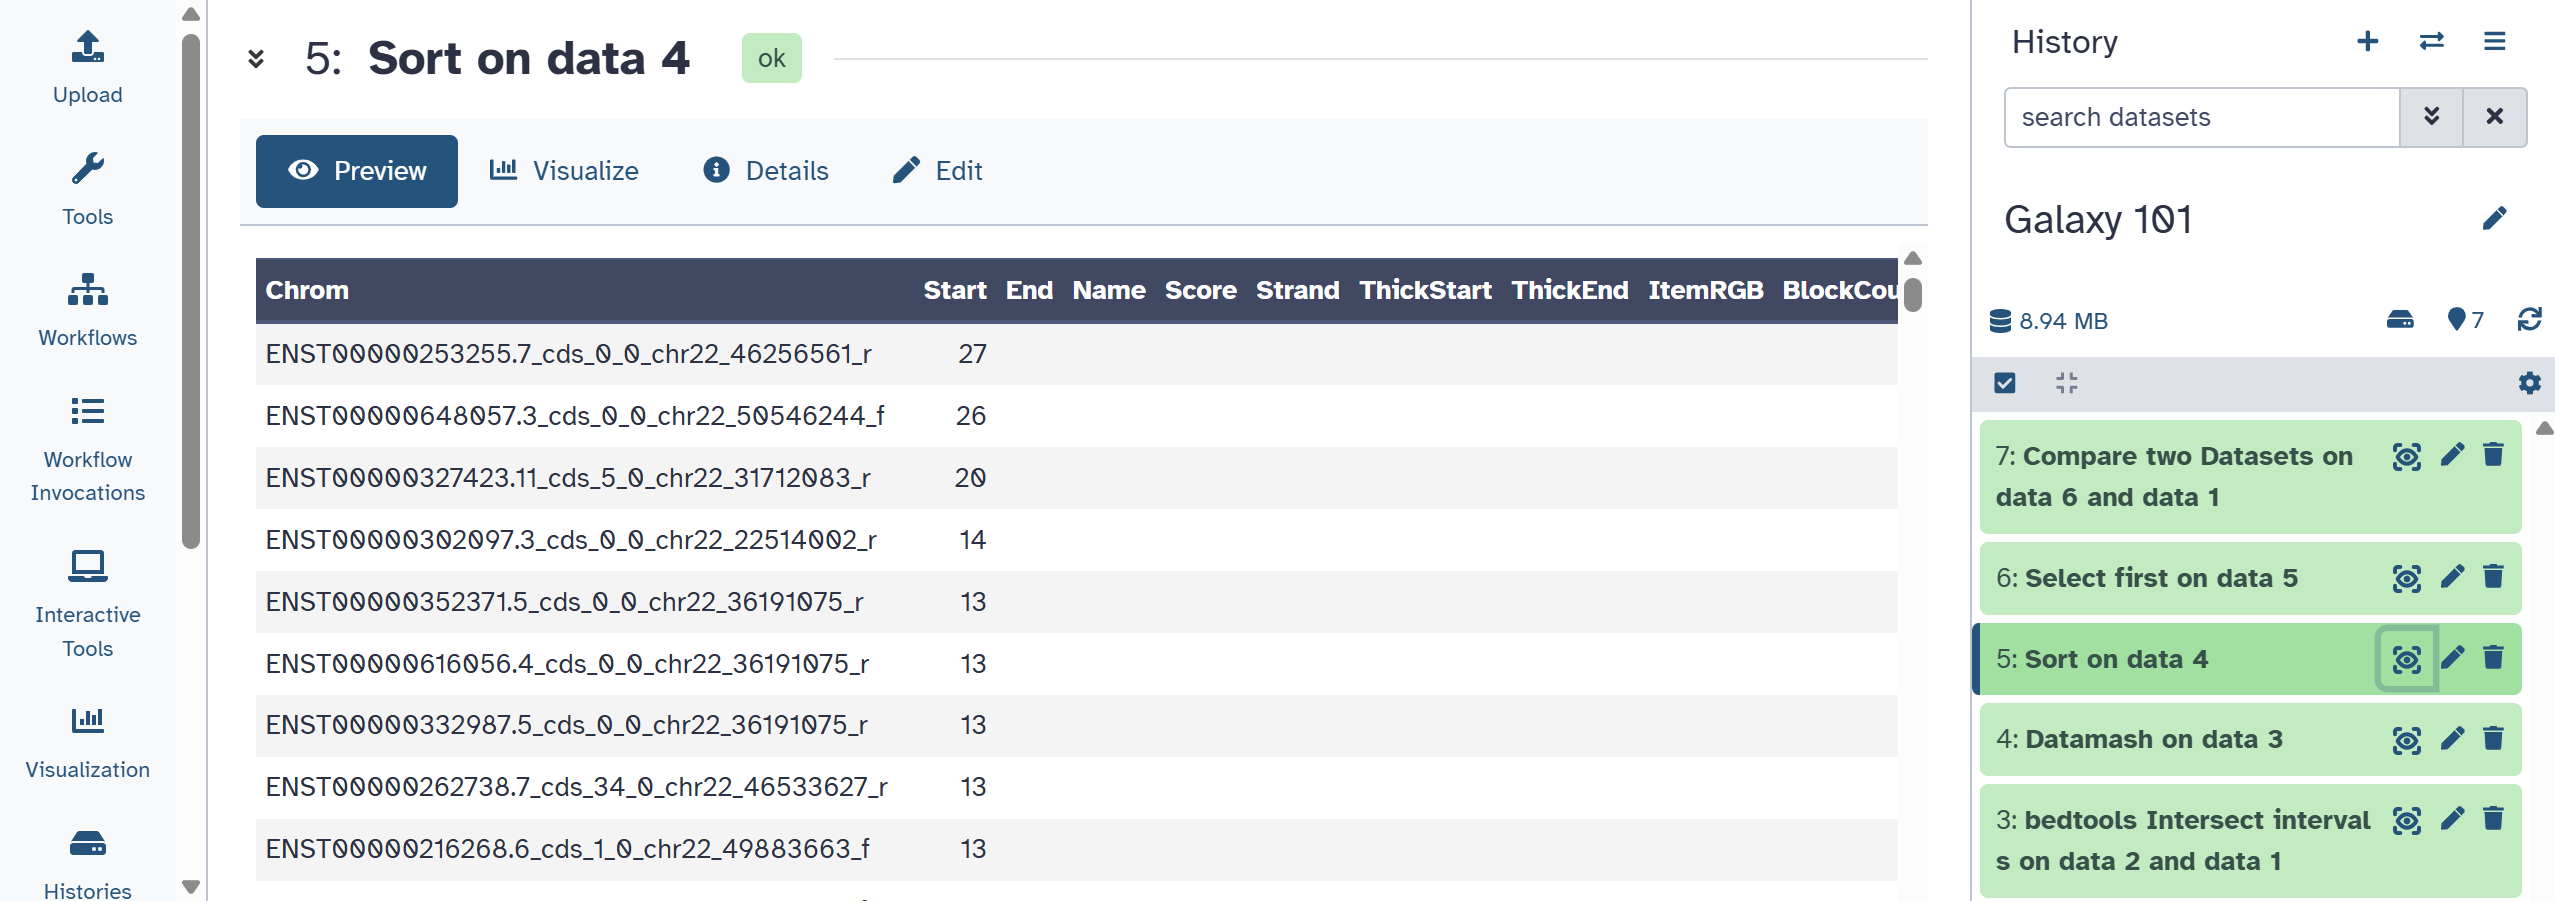 Upload
Tools
Workflows
Workflow
Invocations
Interactive
Tools
Visualization
Histories
5: Sort on data 4 ok
Preview Visualize Details Edit
Chrom Start End Name Score Strand ThickStart ThickEnd ItemRGB BlockCou
ENST00000253255.7_cds_0_0_chr22_46256561_r 27
ENST00000648057.3_cds_0_0_chr22_50546244_f 26
ENST00000327423.11_cds_5_0_chr22_31712083_r 20
ENST00000302097.3_cds_0_0_chr22_22514002_r 14
ENST00000352371.5_cds_0_0_chr22_36191075_r 13
ENST00000616056.4_cds_0_0_chr22_36191075_r 13
ENST00000332987.5_cds_0_0_chr22_36191075_r 13
ENST00000262738.7_cds_34_0_chr22_46533627_r 13
ENST00000216268.6_cds_1_0_chr22_49883663_f 13
History
search datasets
Galaxy 101
8.94 MB 7
7: Compare two Datasets on
data 6 and data 1
6: Select first on data 5
5: Sort on data 4
4: Datamash on data 3
3: bedtools Intersect interval
s on data 2 and data 1